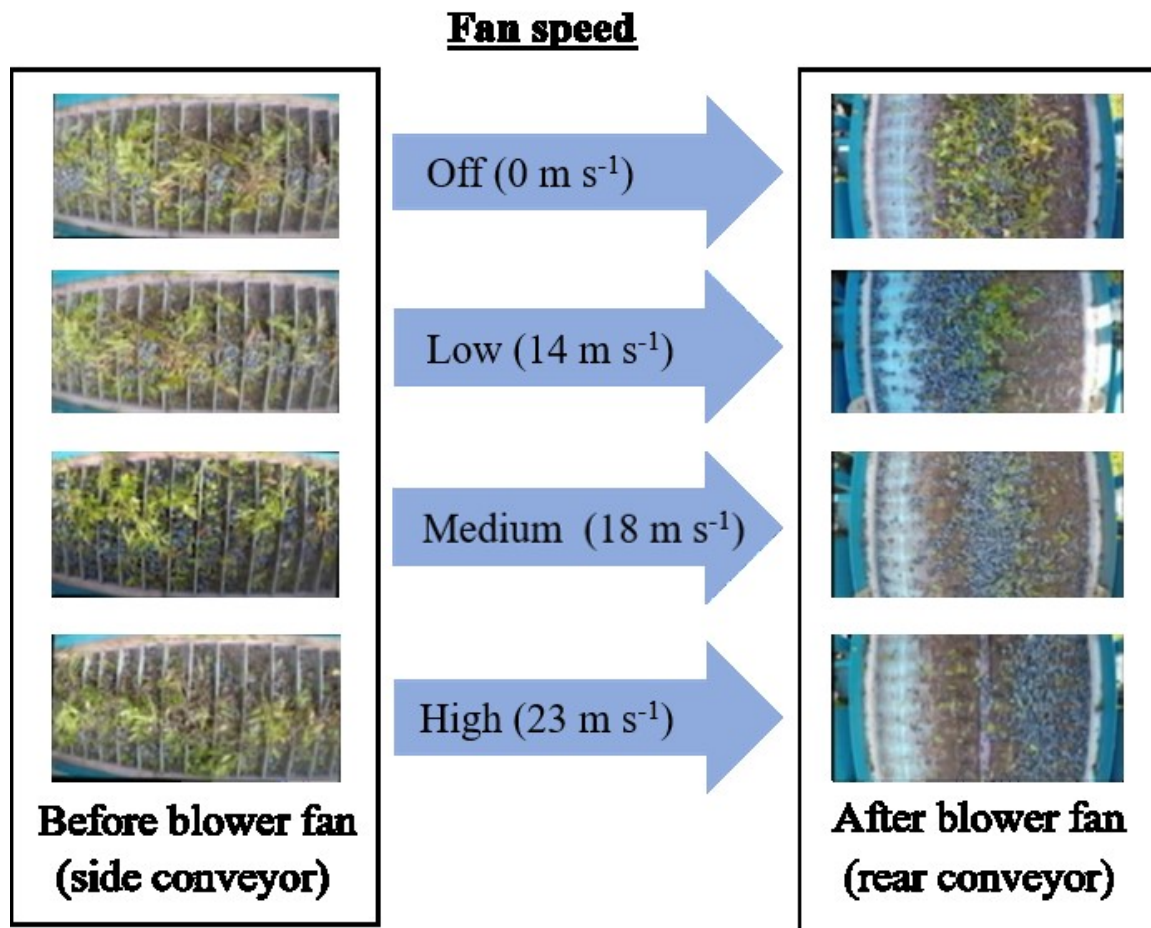 Fan speed
Off (0 m s⁻¹)
Low (14 m s⁻¹)
Medium (18 m s⁻¹)
High (23 m s⁻¹)
Before blower fan
(side conveyor)
After blower fan
(rear conveyor)